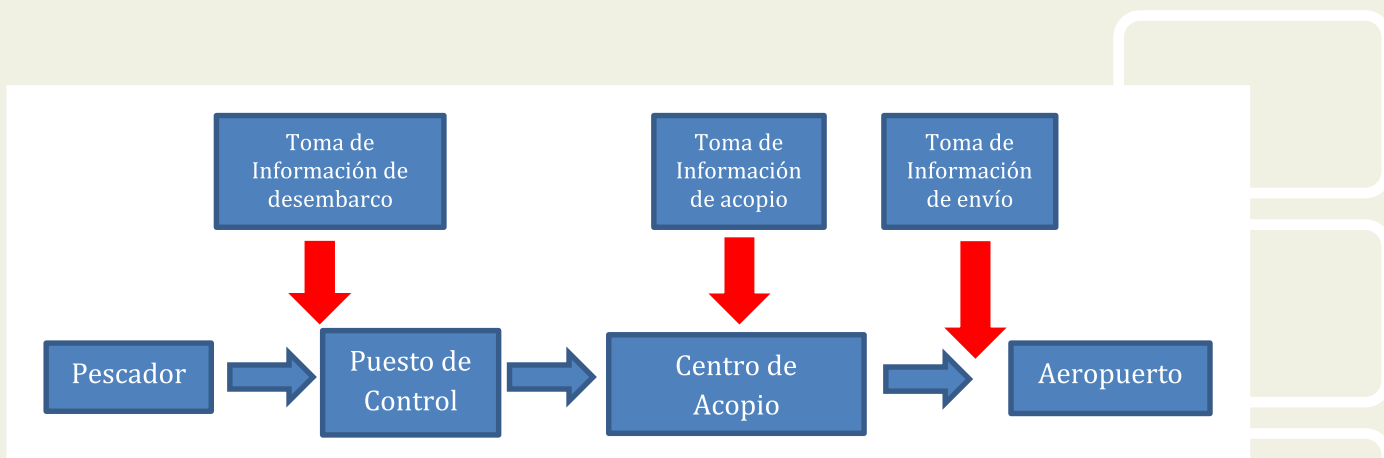 Toma de
Información de
desembarco
Toma de
Información
de acopio
Toma de
Información
de envío
Pescador
Puesto de
Control
Centro de
Acopio
Aeropuerto